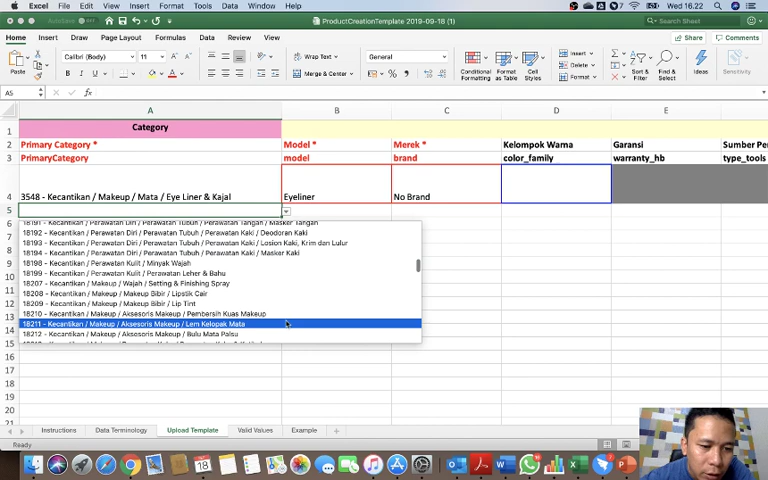 Excel File Edit View Insert Format Tools Data Window Help 7 Wed 16.22
AutoSave OFF ProductCreationTemplate 2019-09-18 (1) Search Sheet
Home Insert Draw Page Layout Formulas Data Review View Share Comments
Paste Calibri (Body) 11 A A Wrap Text General Insert Delete Format
B I U Merge & Center % Conditional Formatting Format as Table Cell Styles Sort & Filter Find & Select Ideas Sensitivity
A5 fx
A B C D E
1 Category
2 Primary Category * Model * Merek * Kelompok Warna Garansi Sumber Per
3 PrimaryCategory model brand color_family warranty_hb type_tools
4 3548 - Kecantikan / Makeup / Mata / Eye Liner & Kajal Eyeliner No Brand
5
18191 - Kecantikan / Perawatan Diri / Perawatan Tubuh / Perawatan Tangan / Masker Tangan
18192 - Kecantikan / Perawatan Diri / Perawatan Tubuh / Perawatan Kaki / Deodoran Kaki
18193 - Kecantikan / Perawatan Diri / Perawatan Tubuh / Perawatan Kaki / Losion Kaki, Krim dan Lulur
18194 - Kecantikan / Perawatan Diri / Perawatan Tubuh / Perawatan Kaki / Masker Kaki
18198 - Kecantikan / Perawatan Kulit / Minyak Wajah
18199 - Kecantikan / Perawatan Kulit / Perawatan Leher & Bahu
18207 - Kecantikan / Makeup / Wajah / Setting & Finishing Spray
18208 - Kecantikan / Makeup / Makeup Bibir / Lipstik Cair
18209 - Kecantikan / Makeup / Makeup Bibir / Lip Tint
18210 - Kecantikan / Makeup / Aksesoris Makeup / Pembersih Kuas Makeup
18211 - Kecantikan / Makeup / Aksesoris Makeup / Lem Kelopak Mata
18212 - Kecantikan / Makeup / Aksesoris Makeup / Bulu Mata Palsu
6
7
8
9
10
11
12
13
14
15
16
17
18
19
20
21
Instructions Data Terminology Upload Template Valid Values Example +
Ready
18